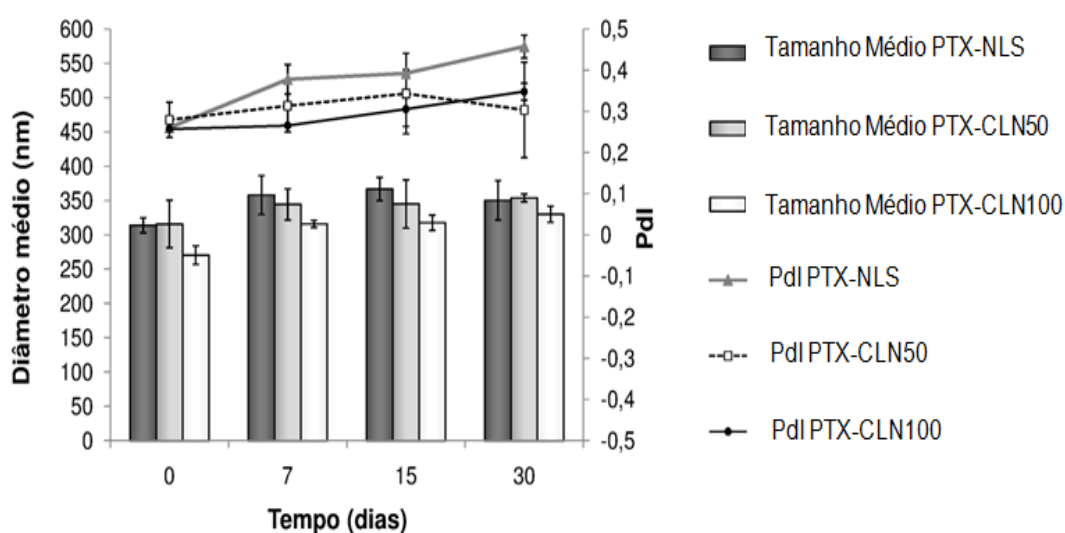 600
550
500
450
400
350
300
250
200
150
100
50
0
Diâmetro médio (nm)
0,5
0,4
0,3
0,2
0,1
0
-0,1
-0,2
-0,3
-0,4
-0,5
PdI
0 7 15 30
Tempo (dias)
Tamanho Médio PTX-NLS
Tamanho Médio PTX-CLN50
Tamanho Médio PTX-CLN100
PdI PTX-NLS
PdI PTX-CLN50
PdI PTX-CLN100